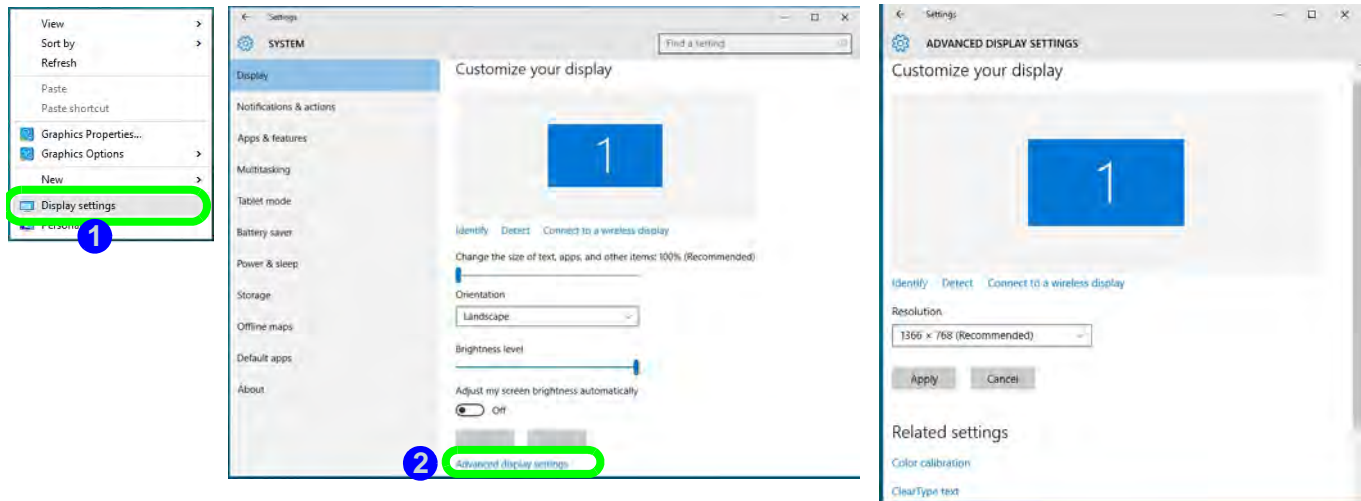 View
Sort by
Refresh
Paste
Paste shortcut
Graphics Properties...
Graphics Options
New
Display settings
1
Settings
SYSTEM
Find a setting
Display
Notifications & actions
Apps & features
Multitasking
Tablet mode
Battery saver
Power & sleep
Storage
Offline maps
Default apps
About
Customize your display
1
Identify Detect Connect to a wireless display
Change the size of text, apps, and other items: 100% (Recommended)
Orientation
Landscape
Brightness level
Adjust my screen brightness automatically
Off
2
Advanced display settings
Settings
ADVANCED DISPLAY SETTINGS
Customize your display
1
Identify Detect Connect to a wireless display
Resolution
1366 × 768 (Recommended)
Apply Cancel
Related settings
Color calibration
ClearType text